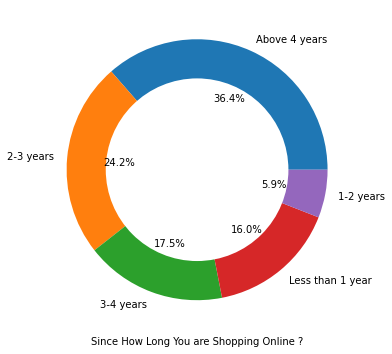 Above 4 years
36.4%
2-3 years
24.2%
5.9%
1-2 years
17.5%
16.0%
Less than 1 year
3-4 years
Since How Long You are Shopping Online ?